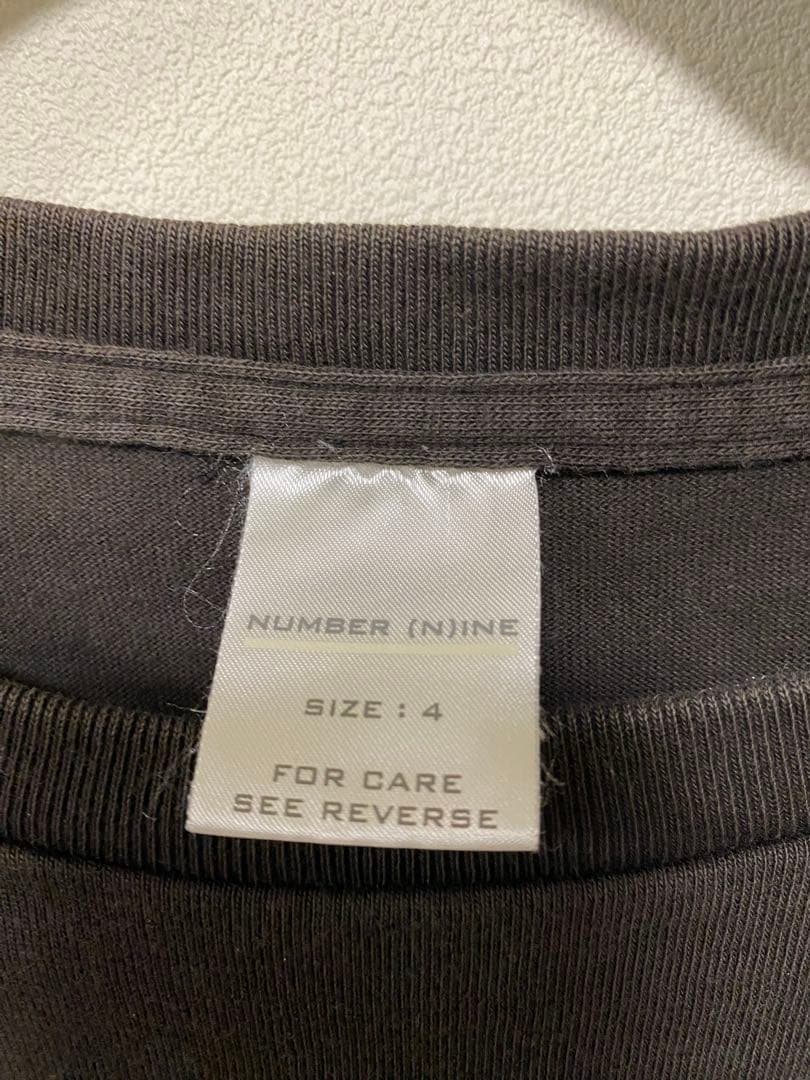 NUMBER (N)INE
SIZE : 4
FOR CARE
SEE REVERSE